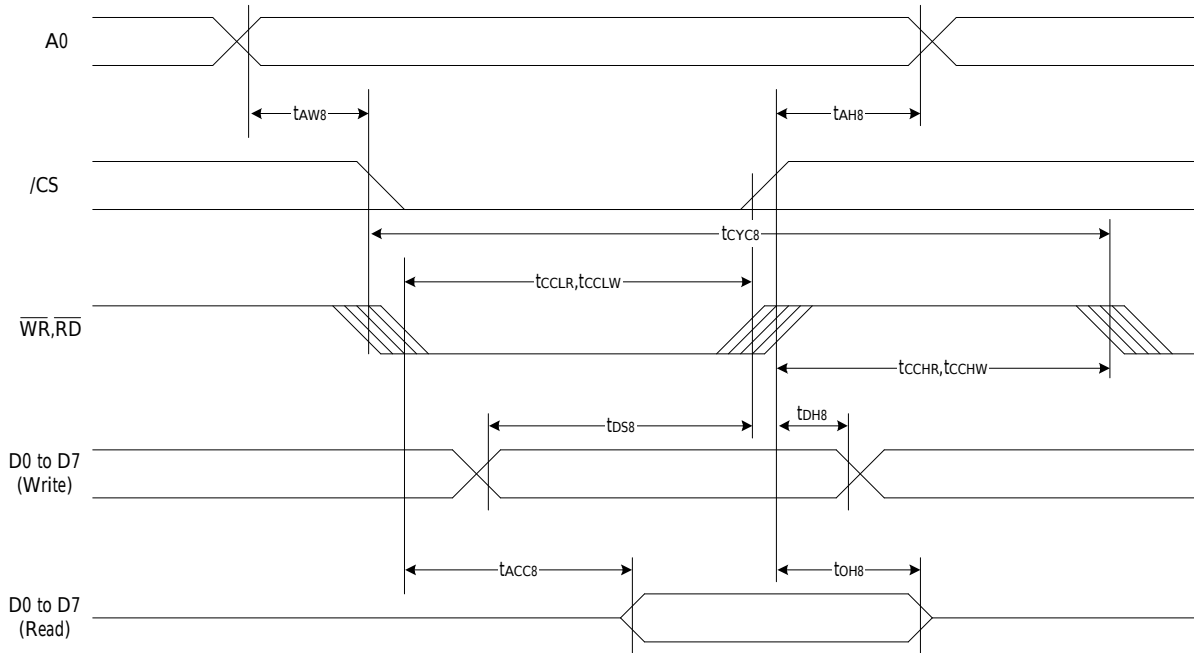 A0
tAW8
tAH8
/CS
tCYC8
tCCLR,tCCLW
WR,RD
tCCHR,tCCHW
tDS8
tDH8
D0 to D7
(Write)
tACC8
tOH8
D0 to D7
(Read)